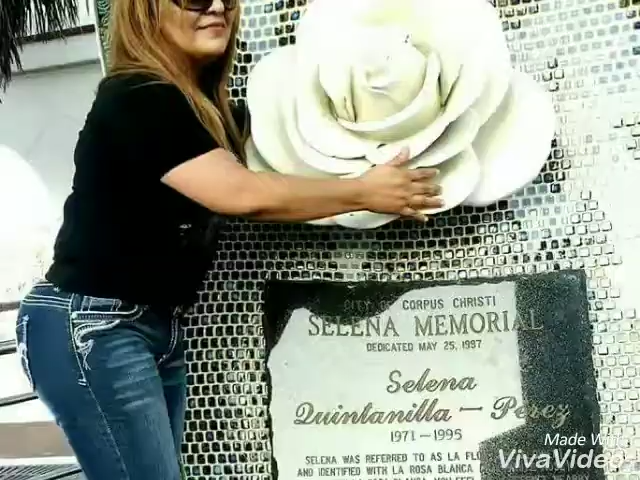 CITY OF CORPUS CHRISTI
SELENA MEMORIAL
DEDICATED MAY 25, 1997
Selena
Quintanilla - Perez
1971-1995
SELENA WAS REFERRED TO AS LA FL
AND IDENTIFIED WITH LA ROSA BLANCA
Made With
VivaVideo